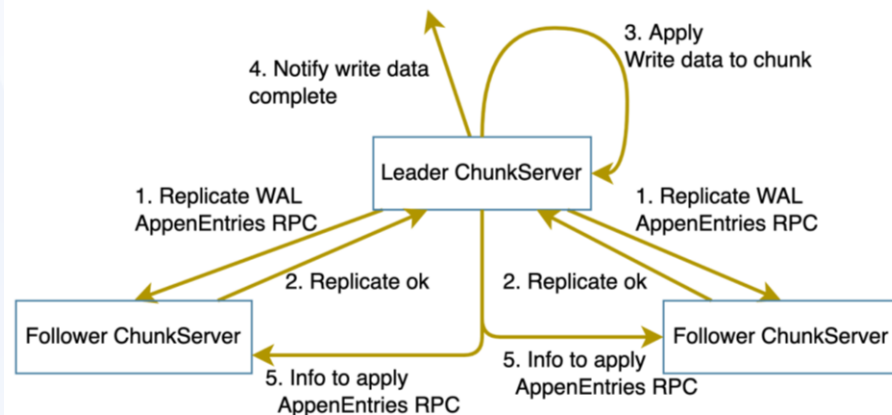 3. Apply
Write data to chunk
4. Notify write data
complete
Leader ChunkServer
1. Replicate WAL
AppenEntries RPC
1. Replicate WAL
AppenEntries RPC
2. Replicate ok
2. Replicate ok
Follower ChunkServer
Follower ChunkServer
5. Info to apply
AppenEntries RPC
5. Info to apply
AppenEntries RPC